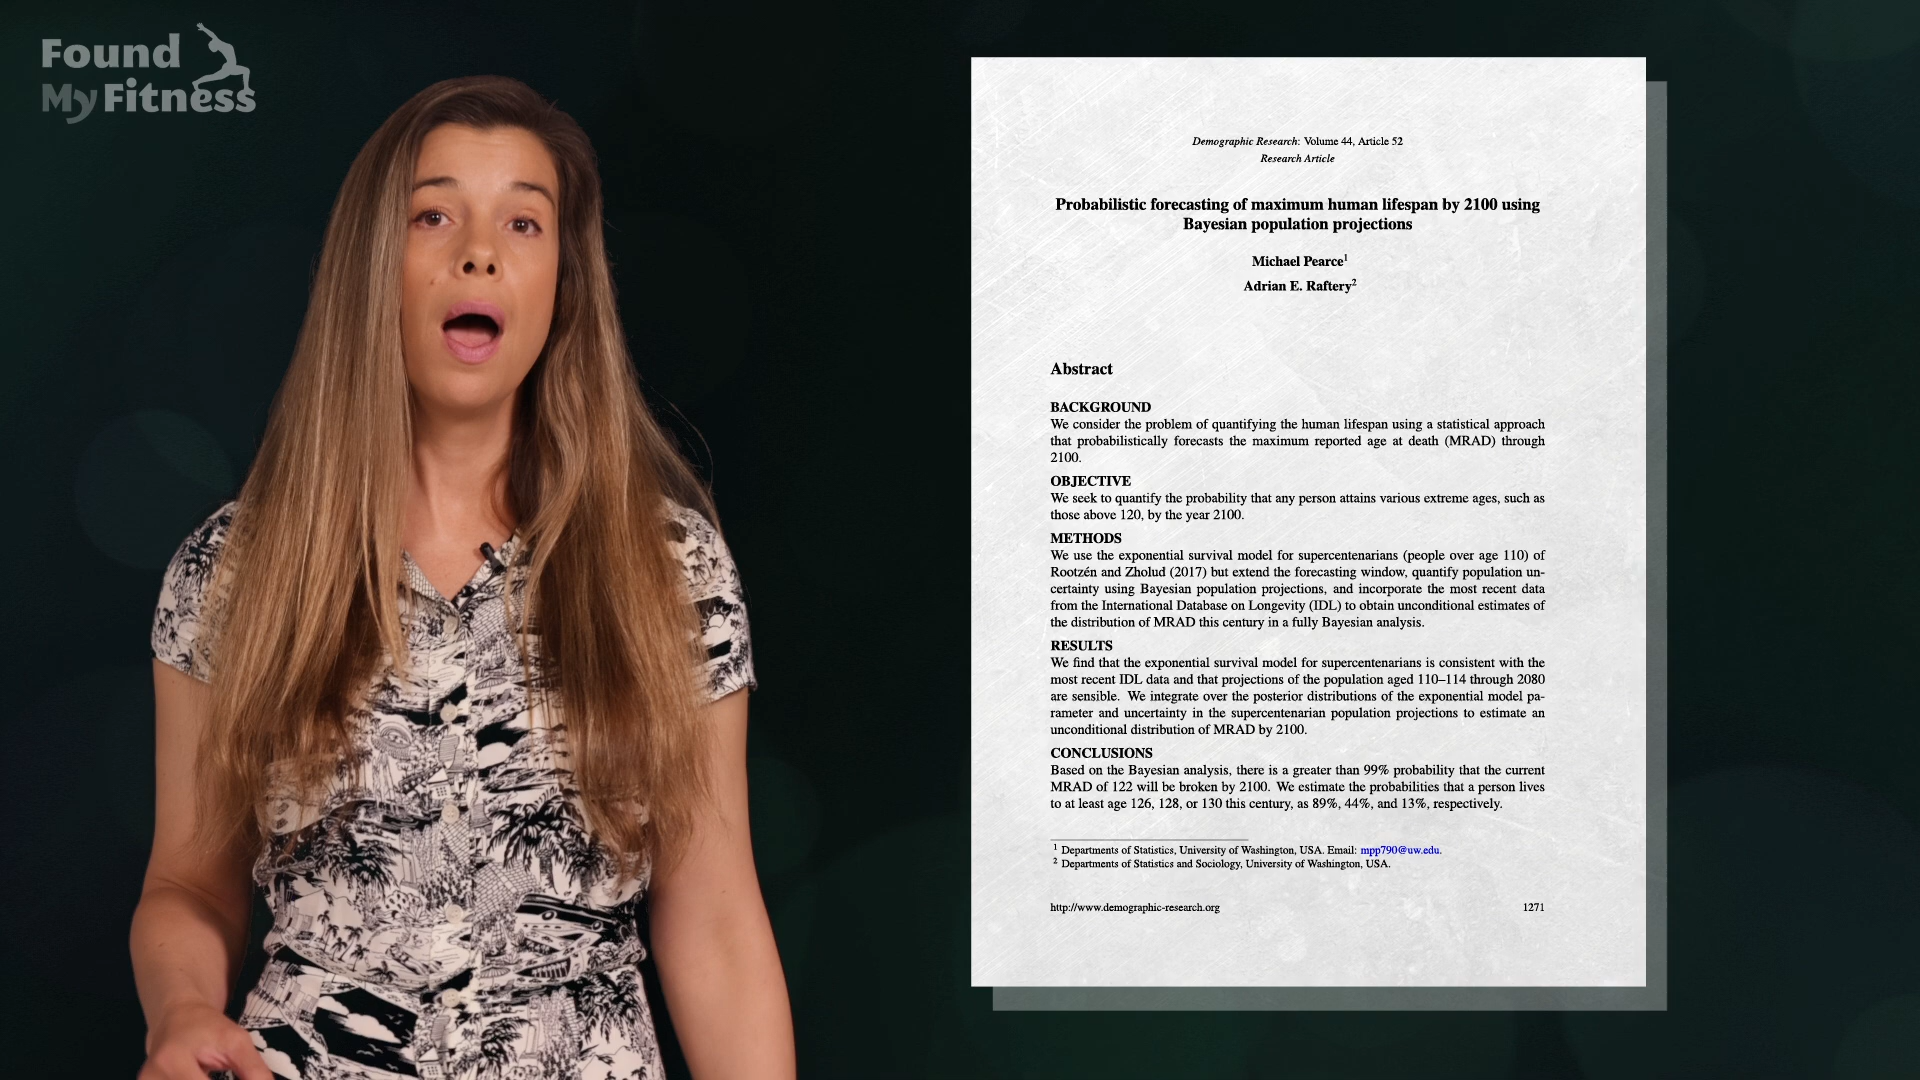 Found
My Fitness
Demographic Research: Volume 44, Article 52
Research Article
Probabilistic forecasting of maximum human lifespan by 2100 using
Bayesian population projections
Michael Pearce1
Adrian E. Raftery2
Abstract
BACKGROUND
We consider the problem of quantifying the human lifespan using a statistical approach
that probabilistically forecasts the maximum reported age at death (MRAD) through
2100.
OBJECTIVE
We seek to quantify the probability that any person attains various extreme ages, such as
those above 120, by the year 2100.
METHODS
We use the exponential survival model for supercentenarians (people over age 110) of
Rootzén and Zholud (2017) but extend the forecasting window, quantify population un-
certainty using Bayesian population projections, and incorporate the most recent data
from the International Database on Longevity (IDL) to obtain unconditional estimates of
the distribution of MRAD this century in a fully Bayesian analysis.
RESULTS
We find that the exponential survival model for supercentenarians is consistent with the
most recent IDL data and that projections of the population aged 110–114 through 2080
are sensible. We integrate over the posterior distributions of the exponential model pa-
rameter and uncertainty in the supercentenarian population projections to estimate an
unconditional distribution of MRAD by 2100.
CONCLUSIONS
Based on the Bayesian analysis, there is a greater than 99% probability that the current
MRAD of 122 will be broken by 2100. We estimate the probabilities that a person lives
to at least age 126, 128, or 130 this century, as 89%, 44%, and 13%, respectively.
1 Departments of Statistics, University of Washington, USA. Email: mpp790@uw.edu.
2 Departments of Statistics and Sociology, University of Washington, USA.
http://www.demographic-research.org
1271